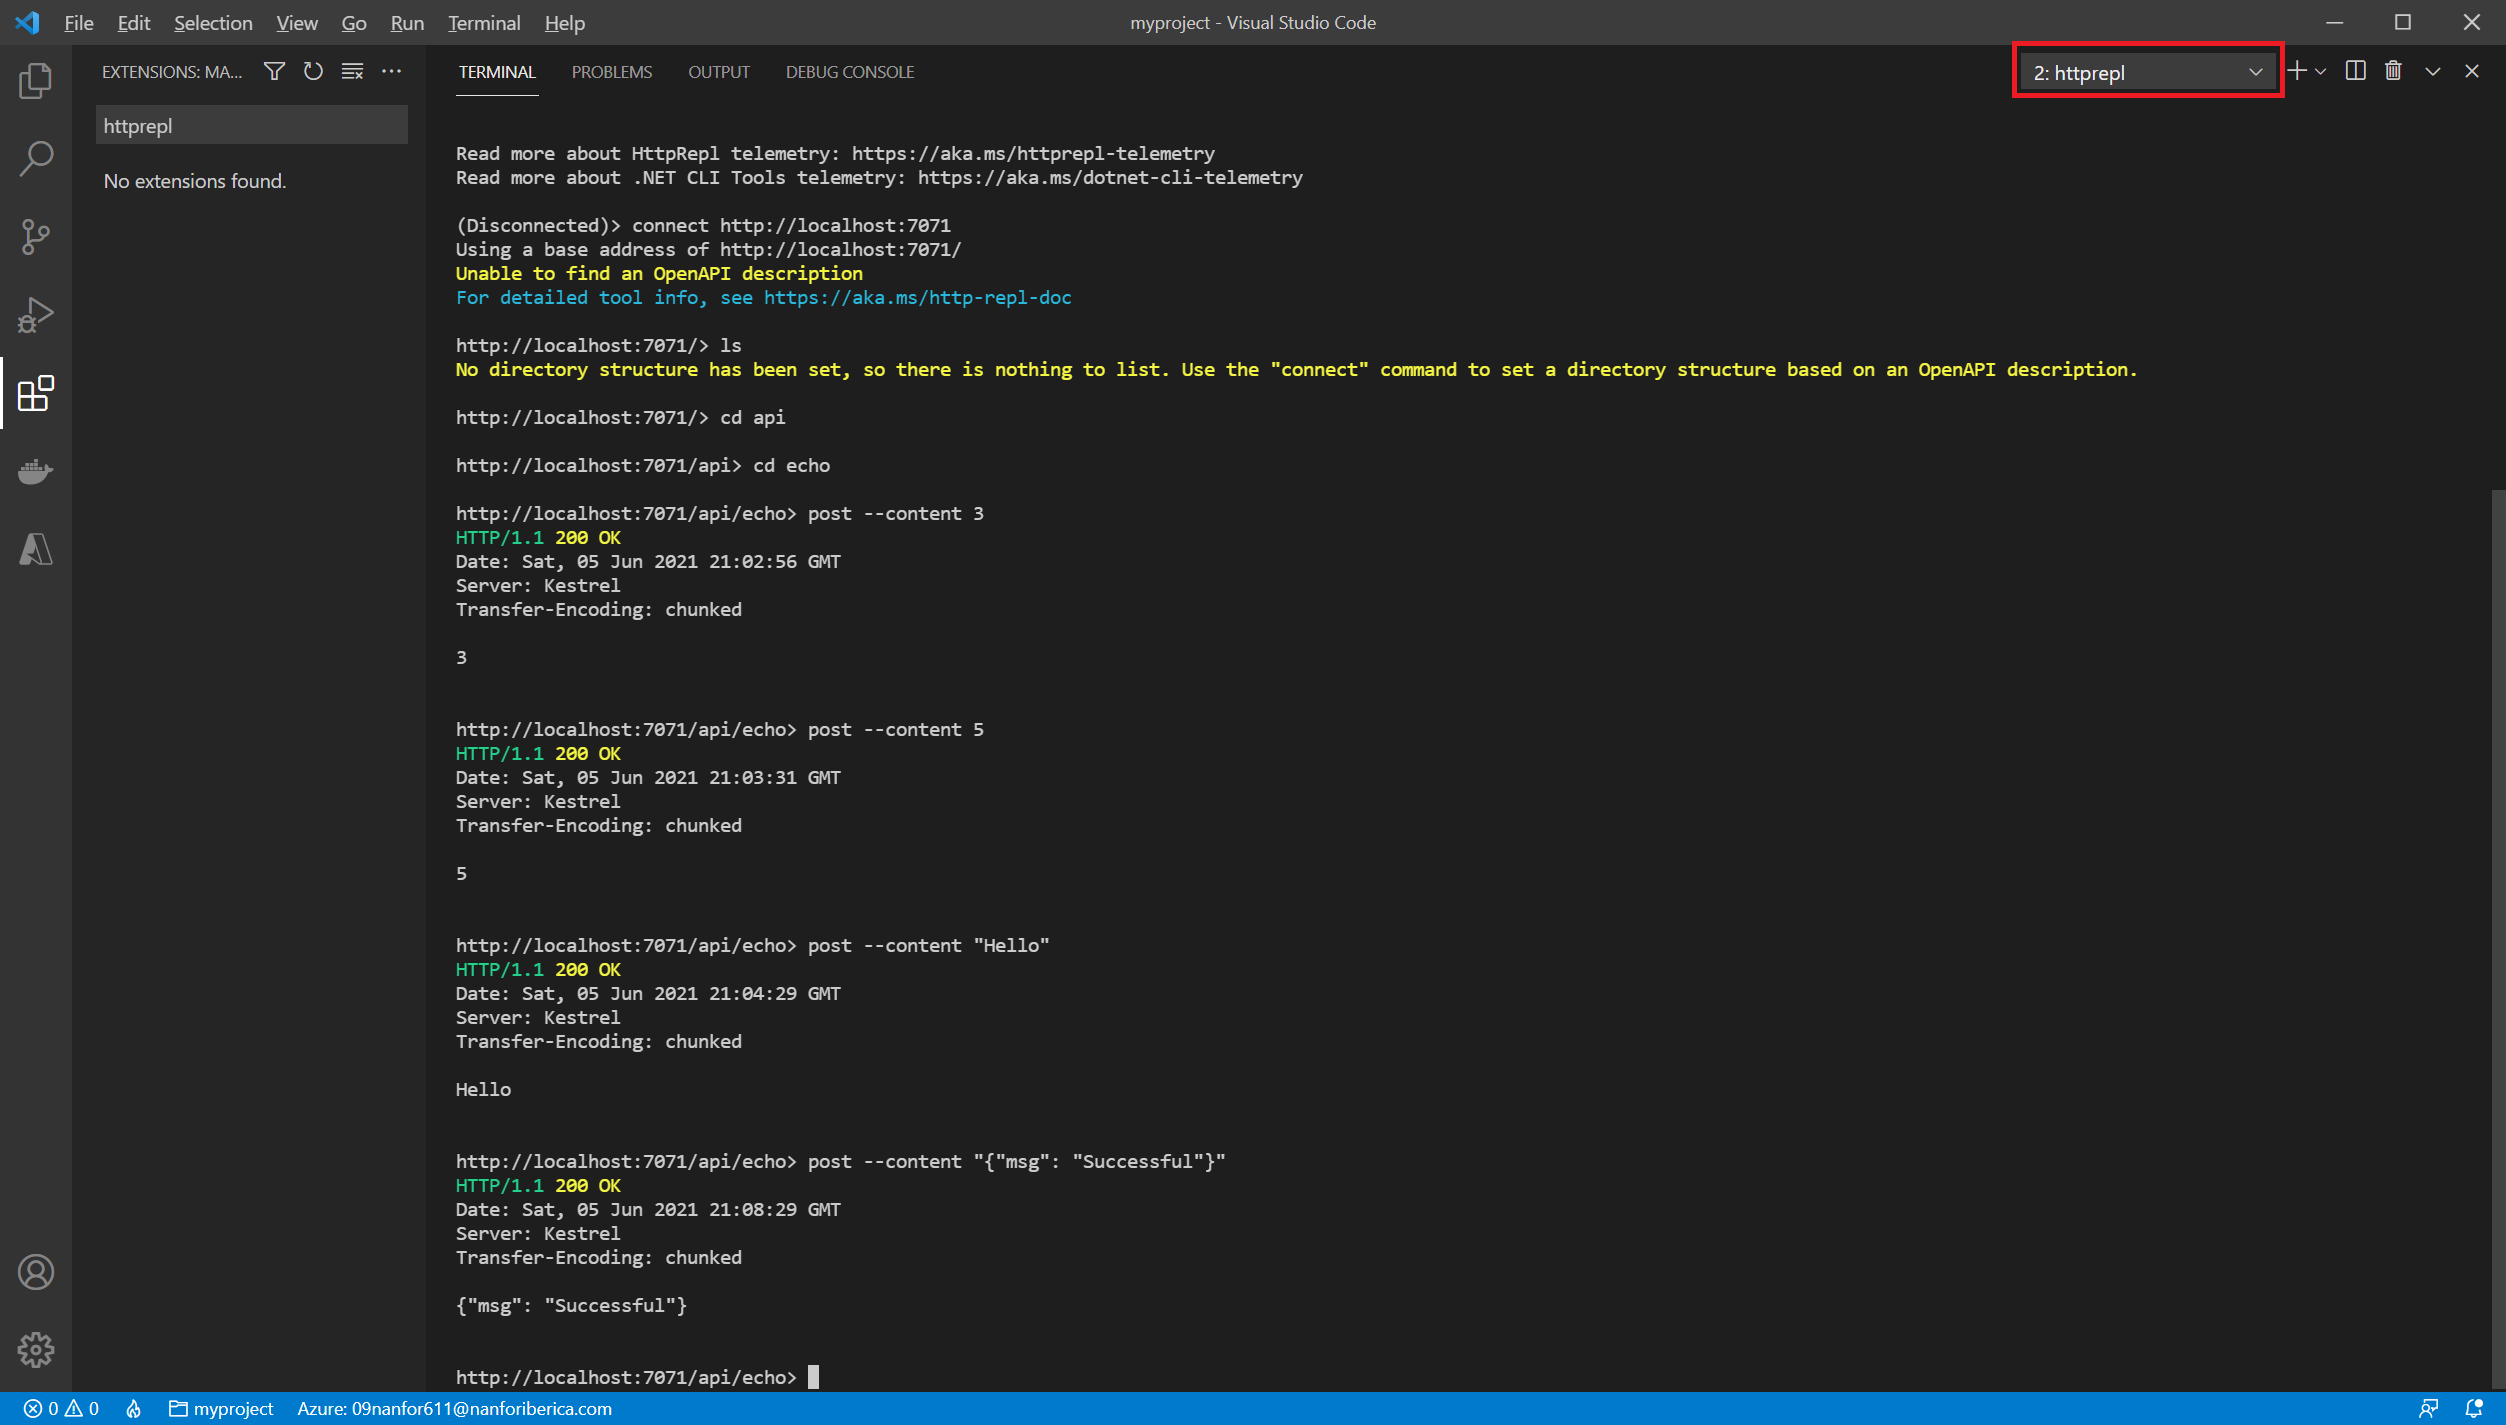 File Edit Selection View Go Run Terminal Help
myproject - Visual Studio Code
EXTENSIONS: MA...
httprepl
No extensions found.
TERMINAL PROBLEMS OUTPUT DEBUG CONSOLE
2: httprepl
Read more about HttpRepl telemetry: https://aka.ms/httprepl-telemetry
Read more about .NET CLI Tools telemetry: https://aka.ms/dotnet-cli-telemetry
(Disconnected)> connect http://localhost:7071
Using a base address of http://localhost:7071/
Unable to find an OpenAPI description
For detailed tool info, see https://aka.ms/http-repl-doc
http://localhost:7071/> ls
No directory structure has been set, so there is nothing to list. Use the "connect" command to set a directory structure based on an OpenAPI description.
http://localhost:7071/> cd api
http://localhost:7071/api> cd echo
http://localhost:7071/api/echo> post --content 3
HTTP/1.1 200 OK
Date: Sat, 05 Jun 2021 21:02:56 GMT
Server: Kestrel
Transfer-Encoding: chunked
3
http://localhost:7071/api/echo> post --content 5
HTTP/1.1 200 OK
Date: Sat, 05 Jun 2021 21:03:31 GMT
Server: Kestrel
Transfer-Encoding: chunked
5
http://localhost:7071/api/echo> post --content "Hello"
HTTP/1.1 200 OK
Date: Sat, 05 Jun 2021 21:04:29 GMT
Server: Kestrel
Transfer-Encoding: chunked
Hello
http://localhost:7071/api/echo> post --content "{"msg": "Successful"}"
HTTP/1.1 200 OK
Date: Sat, 05 Jun 2021 21:08:29 GMT
Server: Kestrel
Transfer-Encoding: chunked
{"msg": "Successful"}
http://localhost:7071/api/echo>
0 0 myproject Azure: 09nanfor611@nanforiberica.com